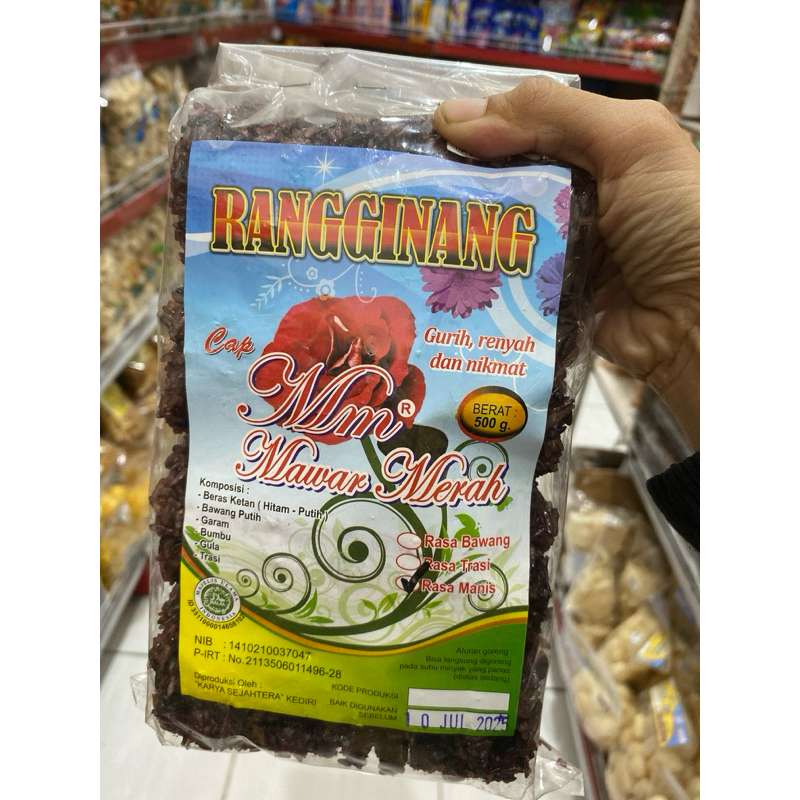 RANGGINANG
Cap
Gurih, renyah
dan nikmat
Mm®
BERAT :
500 g.
Mawar Merah
Komposisi :
- Beras Ketan ( Hitam - Putih )
- Bawang Putih
- Garam
- Bumbu
- Gula
- Trasi
Rasa Bawang
Rasa Trasi
Rasa Manis
INDONESIA
NIB : 1410210037047
P-IRT : No.2113506011496-28
Diproduksi Oleh :
"KARYA SEJAHTERA" KEDIRI
Aturan goreng
Bisa langsung digoreng
pada suhu minyak yang panas
(diatas sedang)
KODE PRODUKSI
BAIK DIGUNAKAN
SEBELUM :
10 JUL 2025